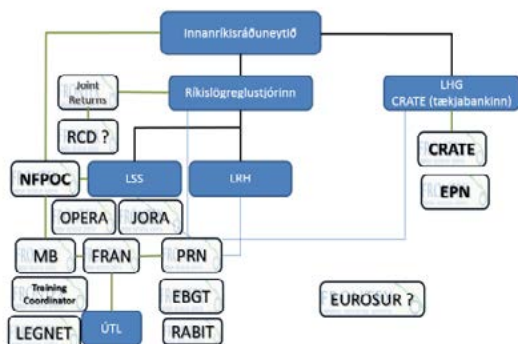 Innanríkisráðuneytið
Joint
Returns
Ríkislögreglustjórinn
LHG
CRATE (tækjabankinn)
RCD ?
CRATE
NFPOC
LSS
LRH
EPN
OPERA
JORA
MB
FRAN
PRN
Training
Coordinator
EBGT
EUROSUR ?
LEGNET
ÚTL
RABIT